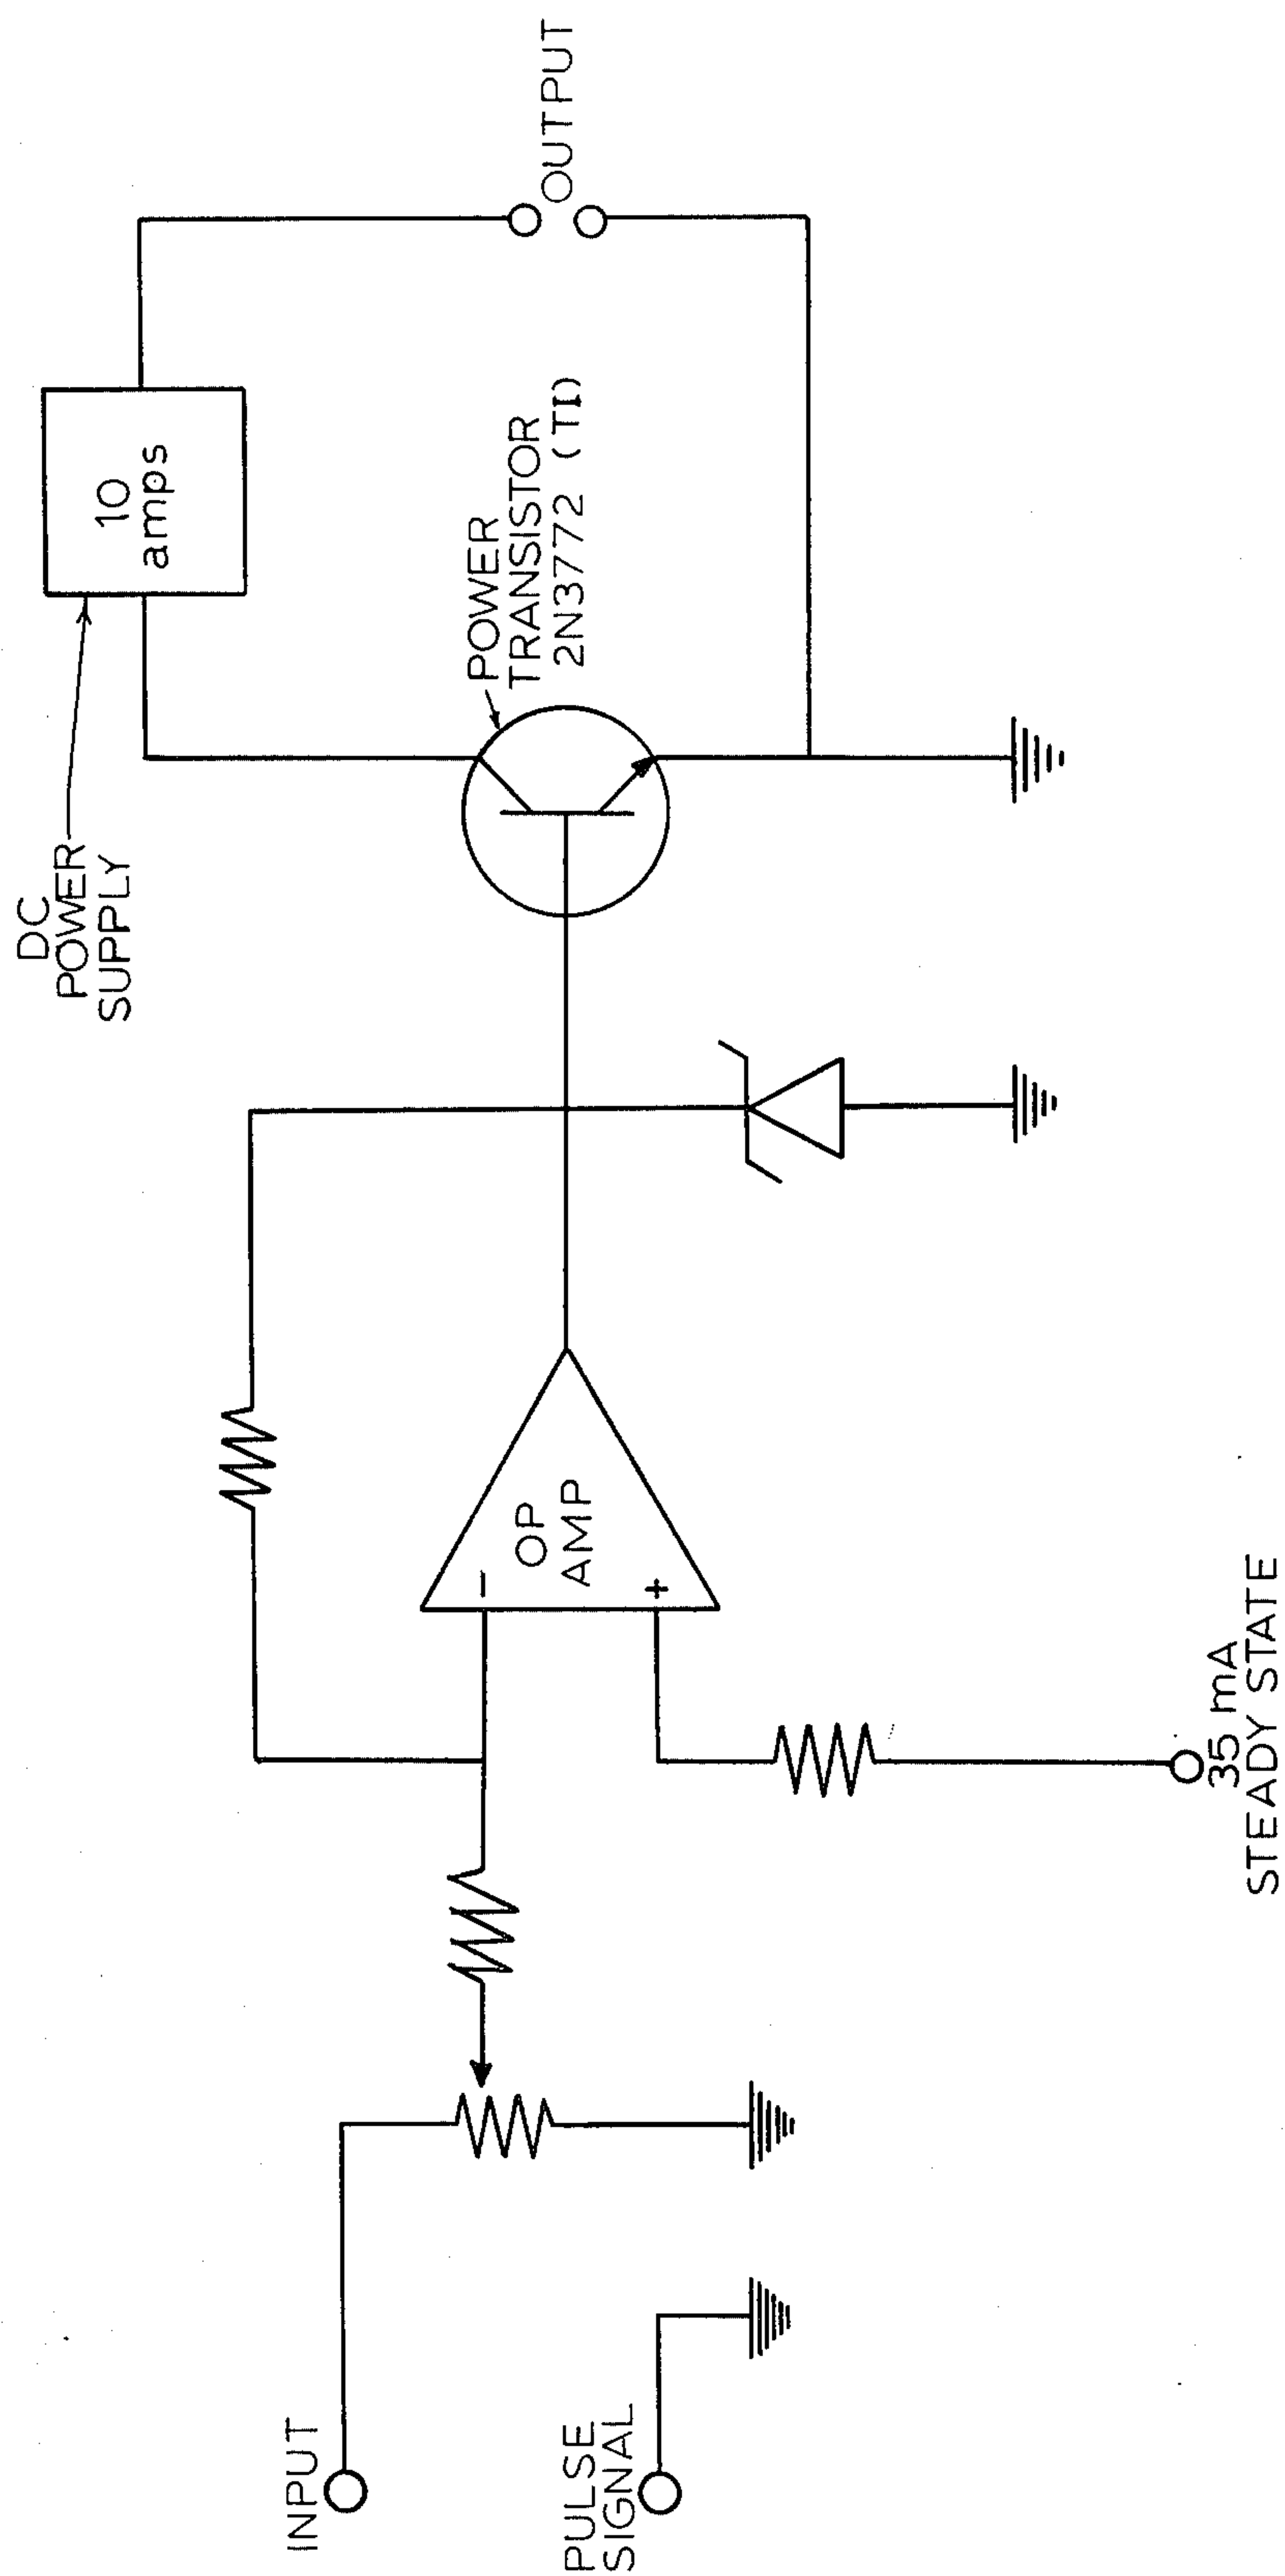 DC
POWER
SUPPLY
10
amps
OUTPUT
POWER
TRANSISTOR
2N3772 (TI)
OP
AMP
-
+
INPUT
PULSE
SIGNAL
35 mA
STEADY STATE